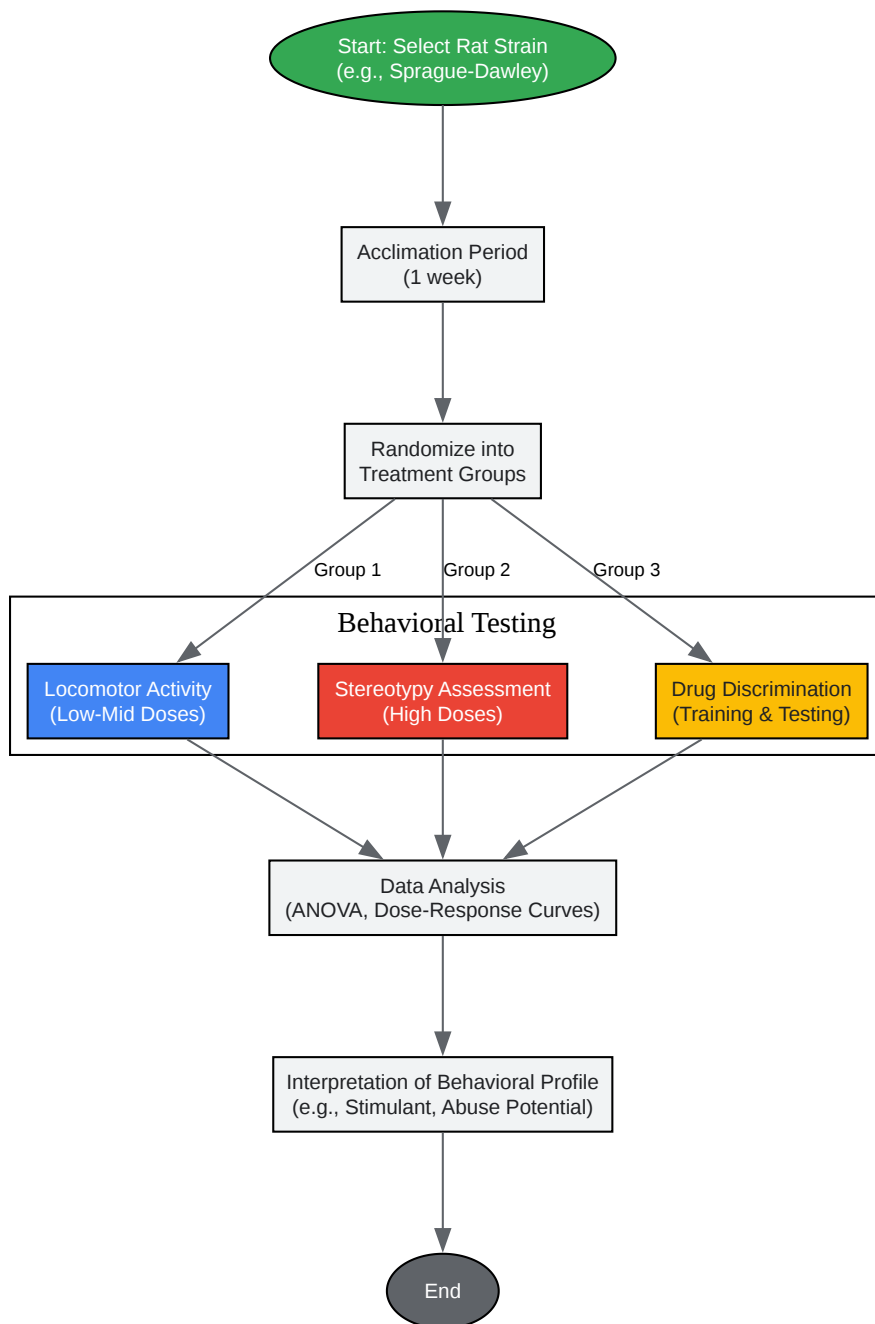 Start: Select Rat Strain
(e.g., Sprague-Dawley)
Acclimation Period
(1 week)
Randomize into
Treatment Groups
Group 1
Group 2
Group 3
Behavioral Testing
Locomotor Activity
(Low-Mid Doses)
Stereotypy Assessment
(High Doses)
Drug Discrimination
(Training & Testing)
Data Analysis
(ANOVA, Dose-Response Curves)
Interpretation of Behavioral Profile
(e.g., Stimulant, Abuse Potential)
End